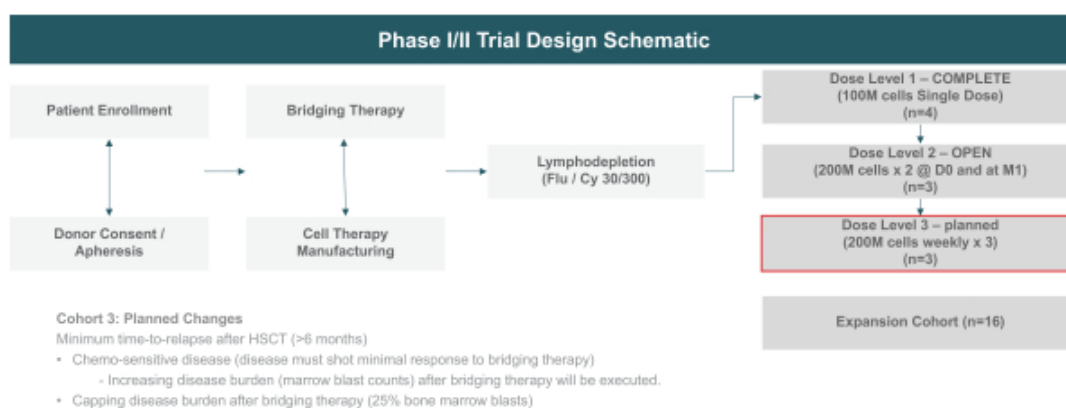 Phase I/II Trial Design Schematic
Patient Enrollment
Donor Consent /
Apheresis
Bridging Therapy
Cell Therapy
Manufacturing
Lymphodepletion
(Flu / Cy 30/300)
Dose Level 1 – COMPLETE
(100M cells Single Dose)
(n=4)
Dose Level 2 – OPEN
(200M cells x 2 @ D0 and at M1)
(n=3)
Dose Level 3 – planned
(200M cells weekly x 3)
(n=3)
Expansion Cohort (n=16)
Cohort 3: Planned Changes
Minimum time-to-relapse after HSCT (>6 months)
• Chemo-sensitive disease (disease must shot minimal response to bridging therapy)
- Increasing disease burden (marrow blast counts) after bridging therapy will be executed.
• Capping disease burden after bridging therapy (25% bone marrow blasts)